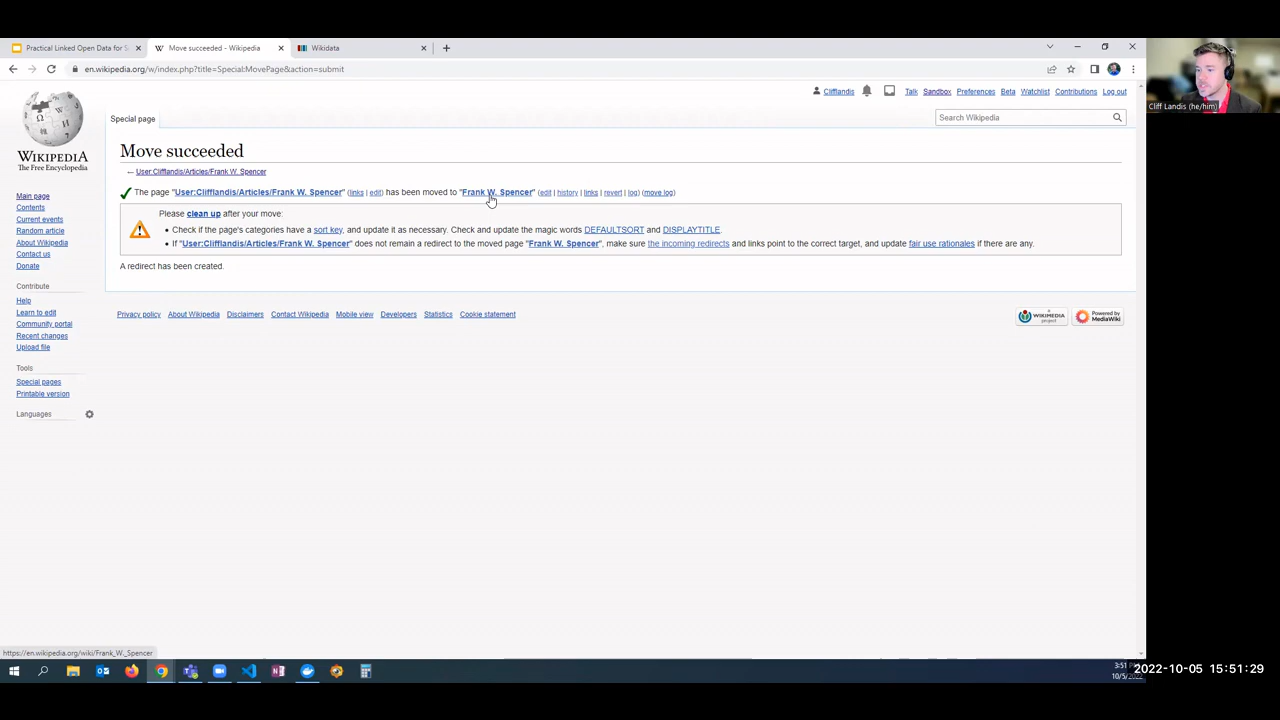 Practical Linked Open Data for S
Move succeeded - Wikipedia
Wikidata
en.wikipedia.org/w/index.php?title=Special:MovePage&action=submit
Cliff Landis (he/him)
Clifflandis
Talk
Sandbox
Preferences
Beta
Watchlist
Contributions
Log out
Special page
Search Wikipedia
WIKIPEDIA
The Free Encyclopedia
Move succeeded
← User:Clifflandis/Articles/Frank W. Spencer
The page "User:Clifflandis/Articles/Frank W. Spencer" (links | edit) has been moved to "Frank W. Spencer" (edit | history | links | revert | log) (move log)
Please clean up after your move:
• Check if the page's categories have a sort key, and update it as necessary. Check and update the magic words DEFAULTSORT and DISPLAYTITLE.
• If "User:Clifflandis/Articles/Frank W. Spencer" does not remain a redirect to the moved page "Frank W. Spencer", make sure the incoming redirects and links point to the correct target, and update fair use rationales if there are any.
A redirect has been created.
Main page
Contents
Current events
Random article
About Wikipedia
Contact us
Donate
Contribute
Help
Learn to edit
Community portal
Recent changes
Upload file
Tools
Special pages
Printable version
Languages
Privacy policy
About Wikipedia
Disclaimers
Contact Wikipedia
Mobile view
Developers
Statistics
Cookie statement
A
WIKIMEDIA
project
Powered by
MediaWiki
https://en.wikipedia.org/wiki/Frank_W._Spencer
3:51 P
10/5/2022
2022-10-05 15:51:29